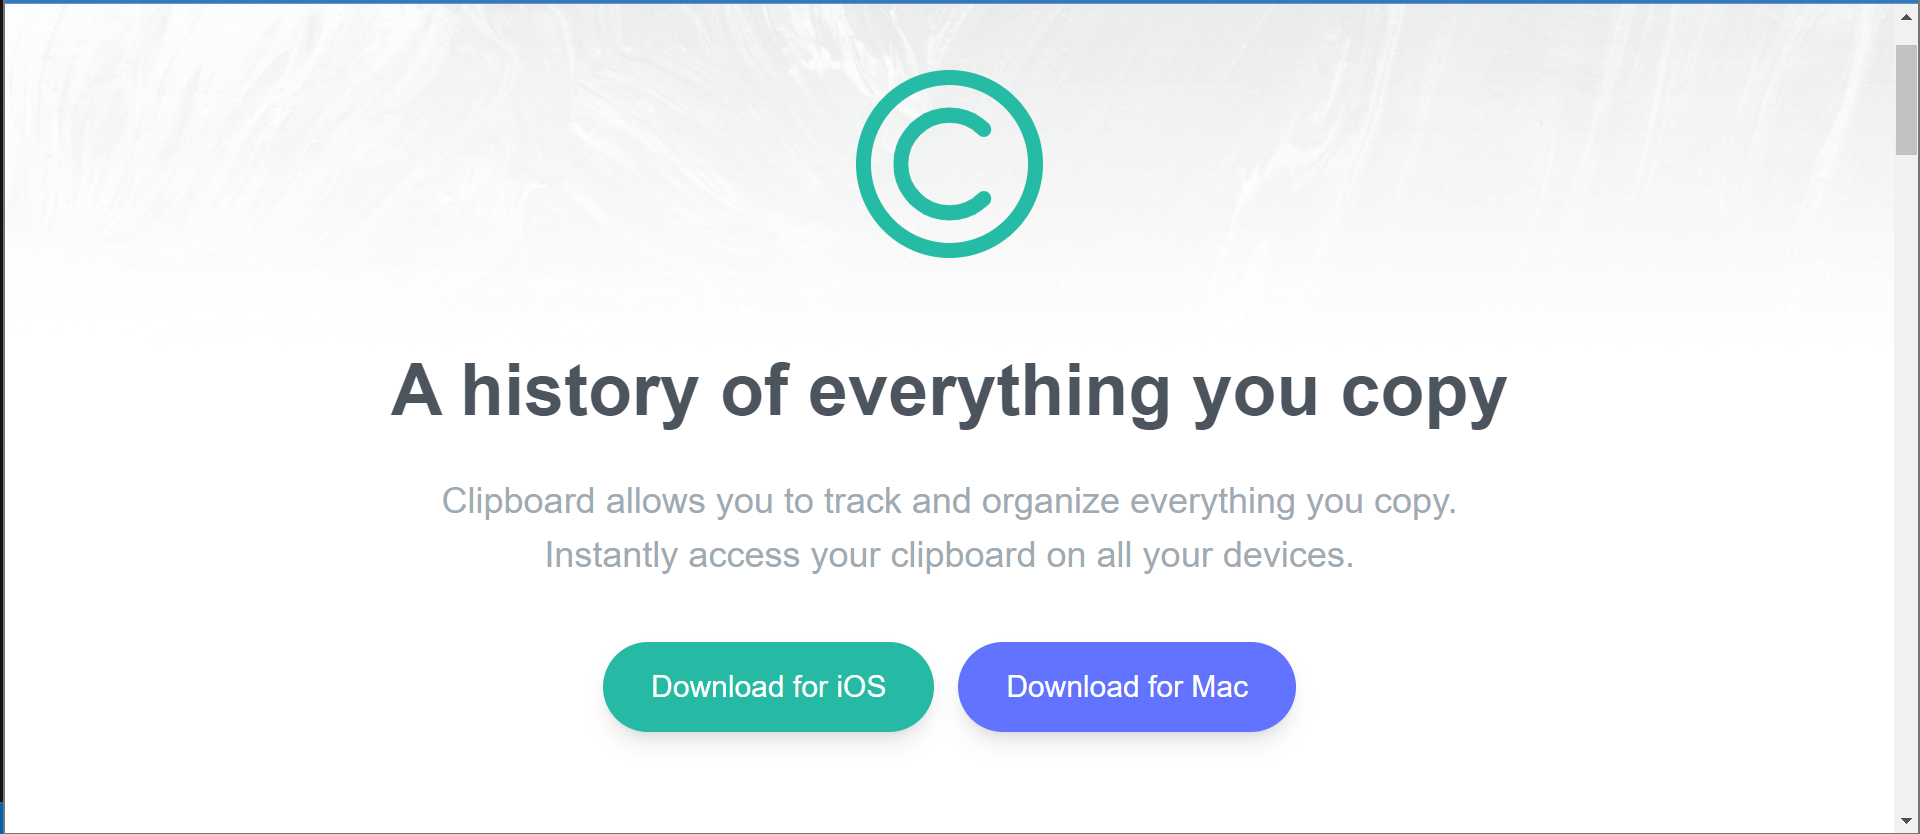 C
A history of everything you copy
Clipboard allows you to track and organize everything you copy.
Instantly access your clipboard on all your devices.
Download for iOS Download for Mac